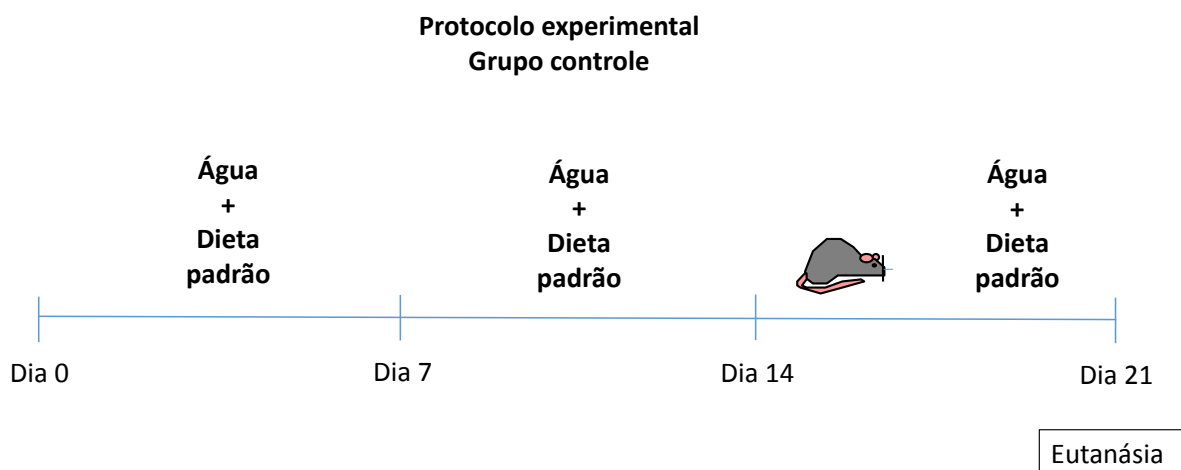 Protocolo experimental
Grupo controle
Água
+
Dieta
padrão
Água
+
Dieta
padrão
Água
+
Dieta
padrão
Dia 0
Dia 7
Dia 14
Dia 21
Eutanásia